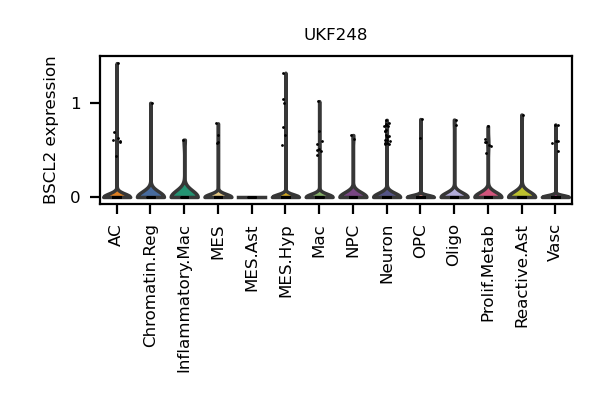 UKF248
BSCL2 expression
1
0
AC
Chromatin.Reg
Inflammatory.Mac
MES
MES.Ast
MES.Hyp
Mac
NPC
Neuron
OPC
Oligo
Prolif.Metab
Reactive.Ast
Vasc